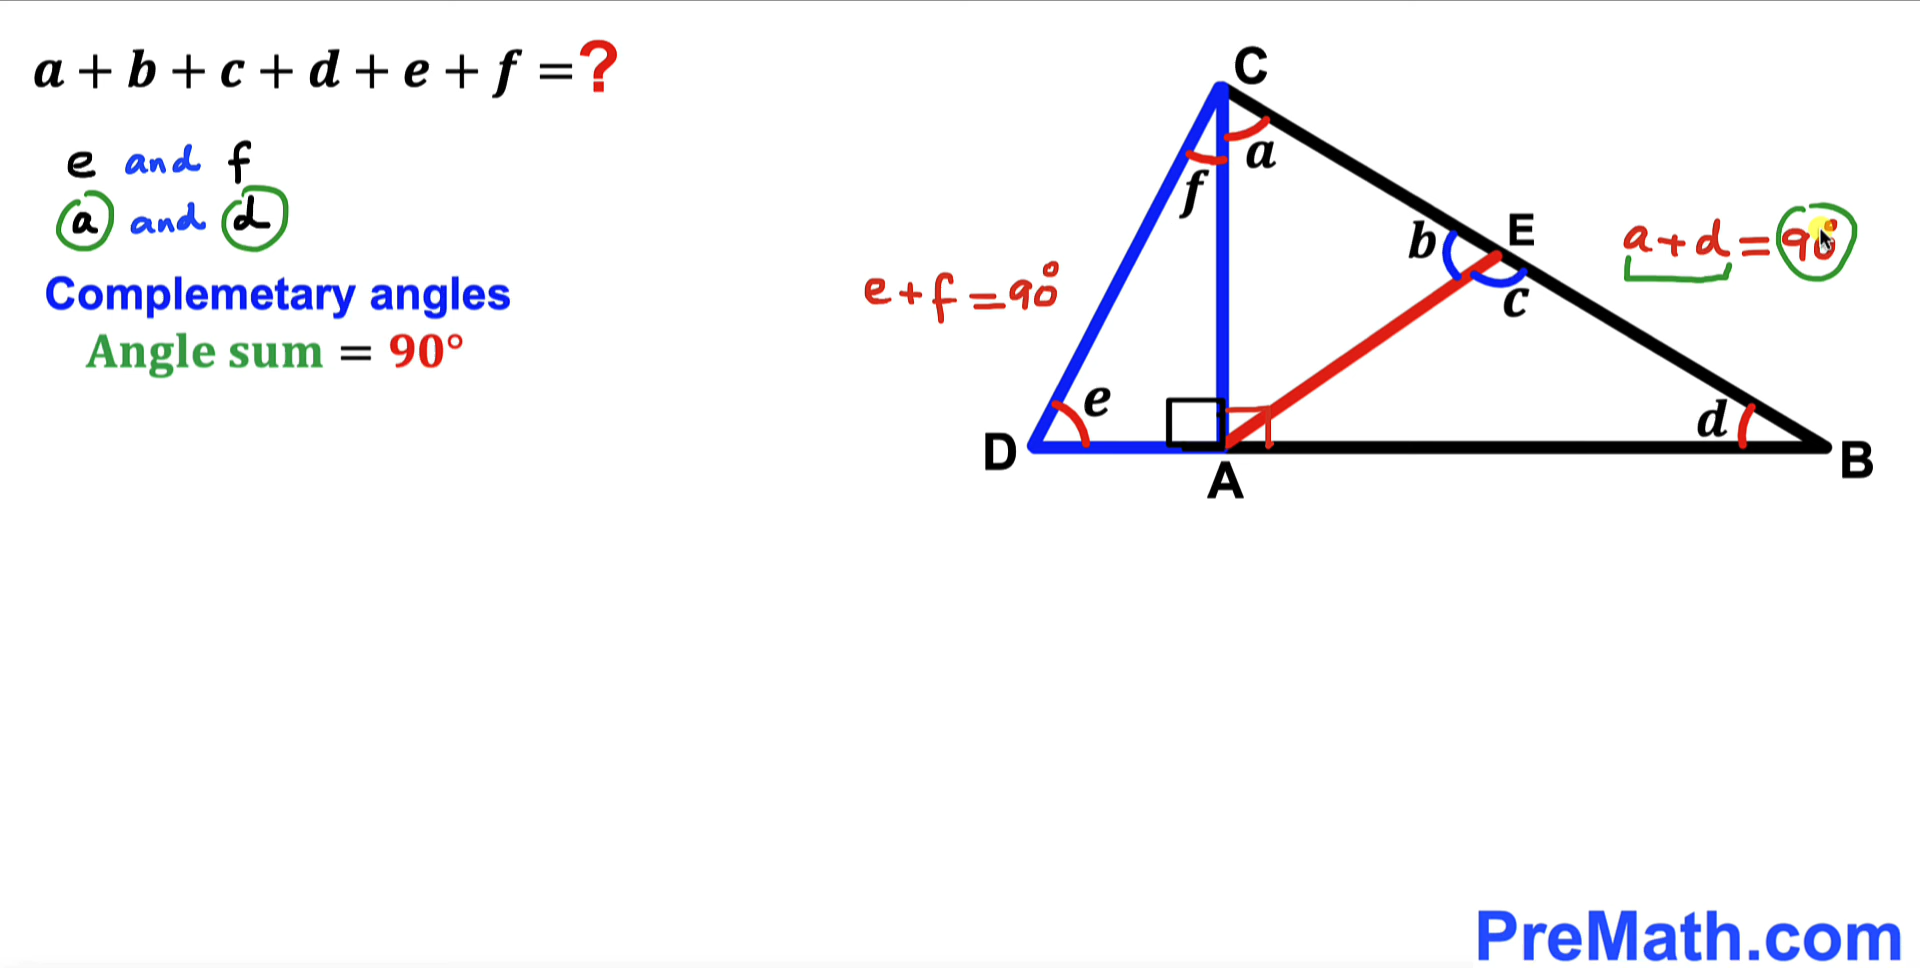 a + b + c + d + e + f = ?
e and f
a and d
Complemetary angles
Angle sum = 90°
e + f = 90°
C
a
f
b
E
c
a + d = 90°
e
d
D
A
B
PreMath.com